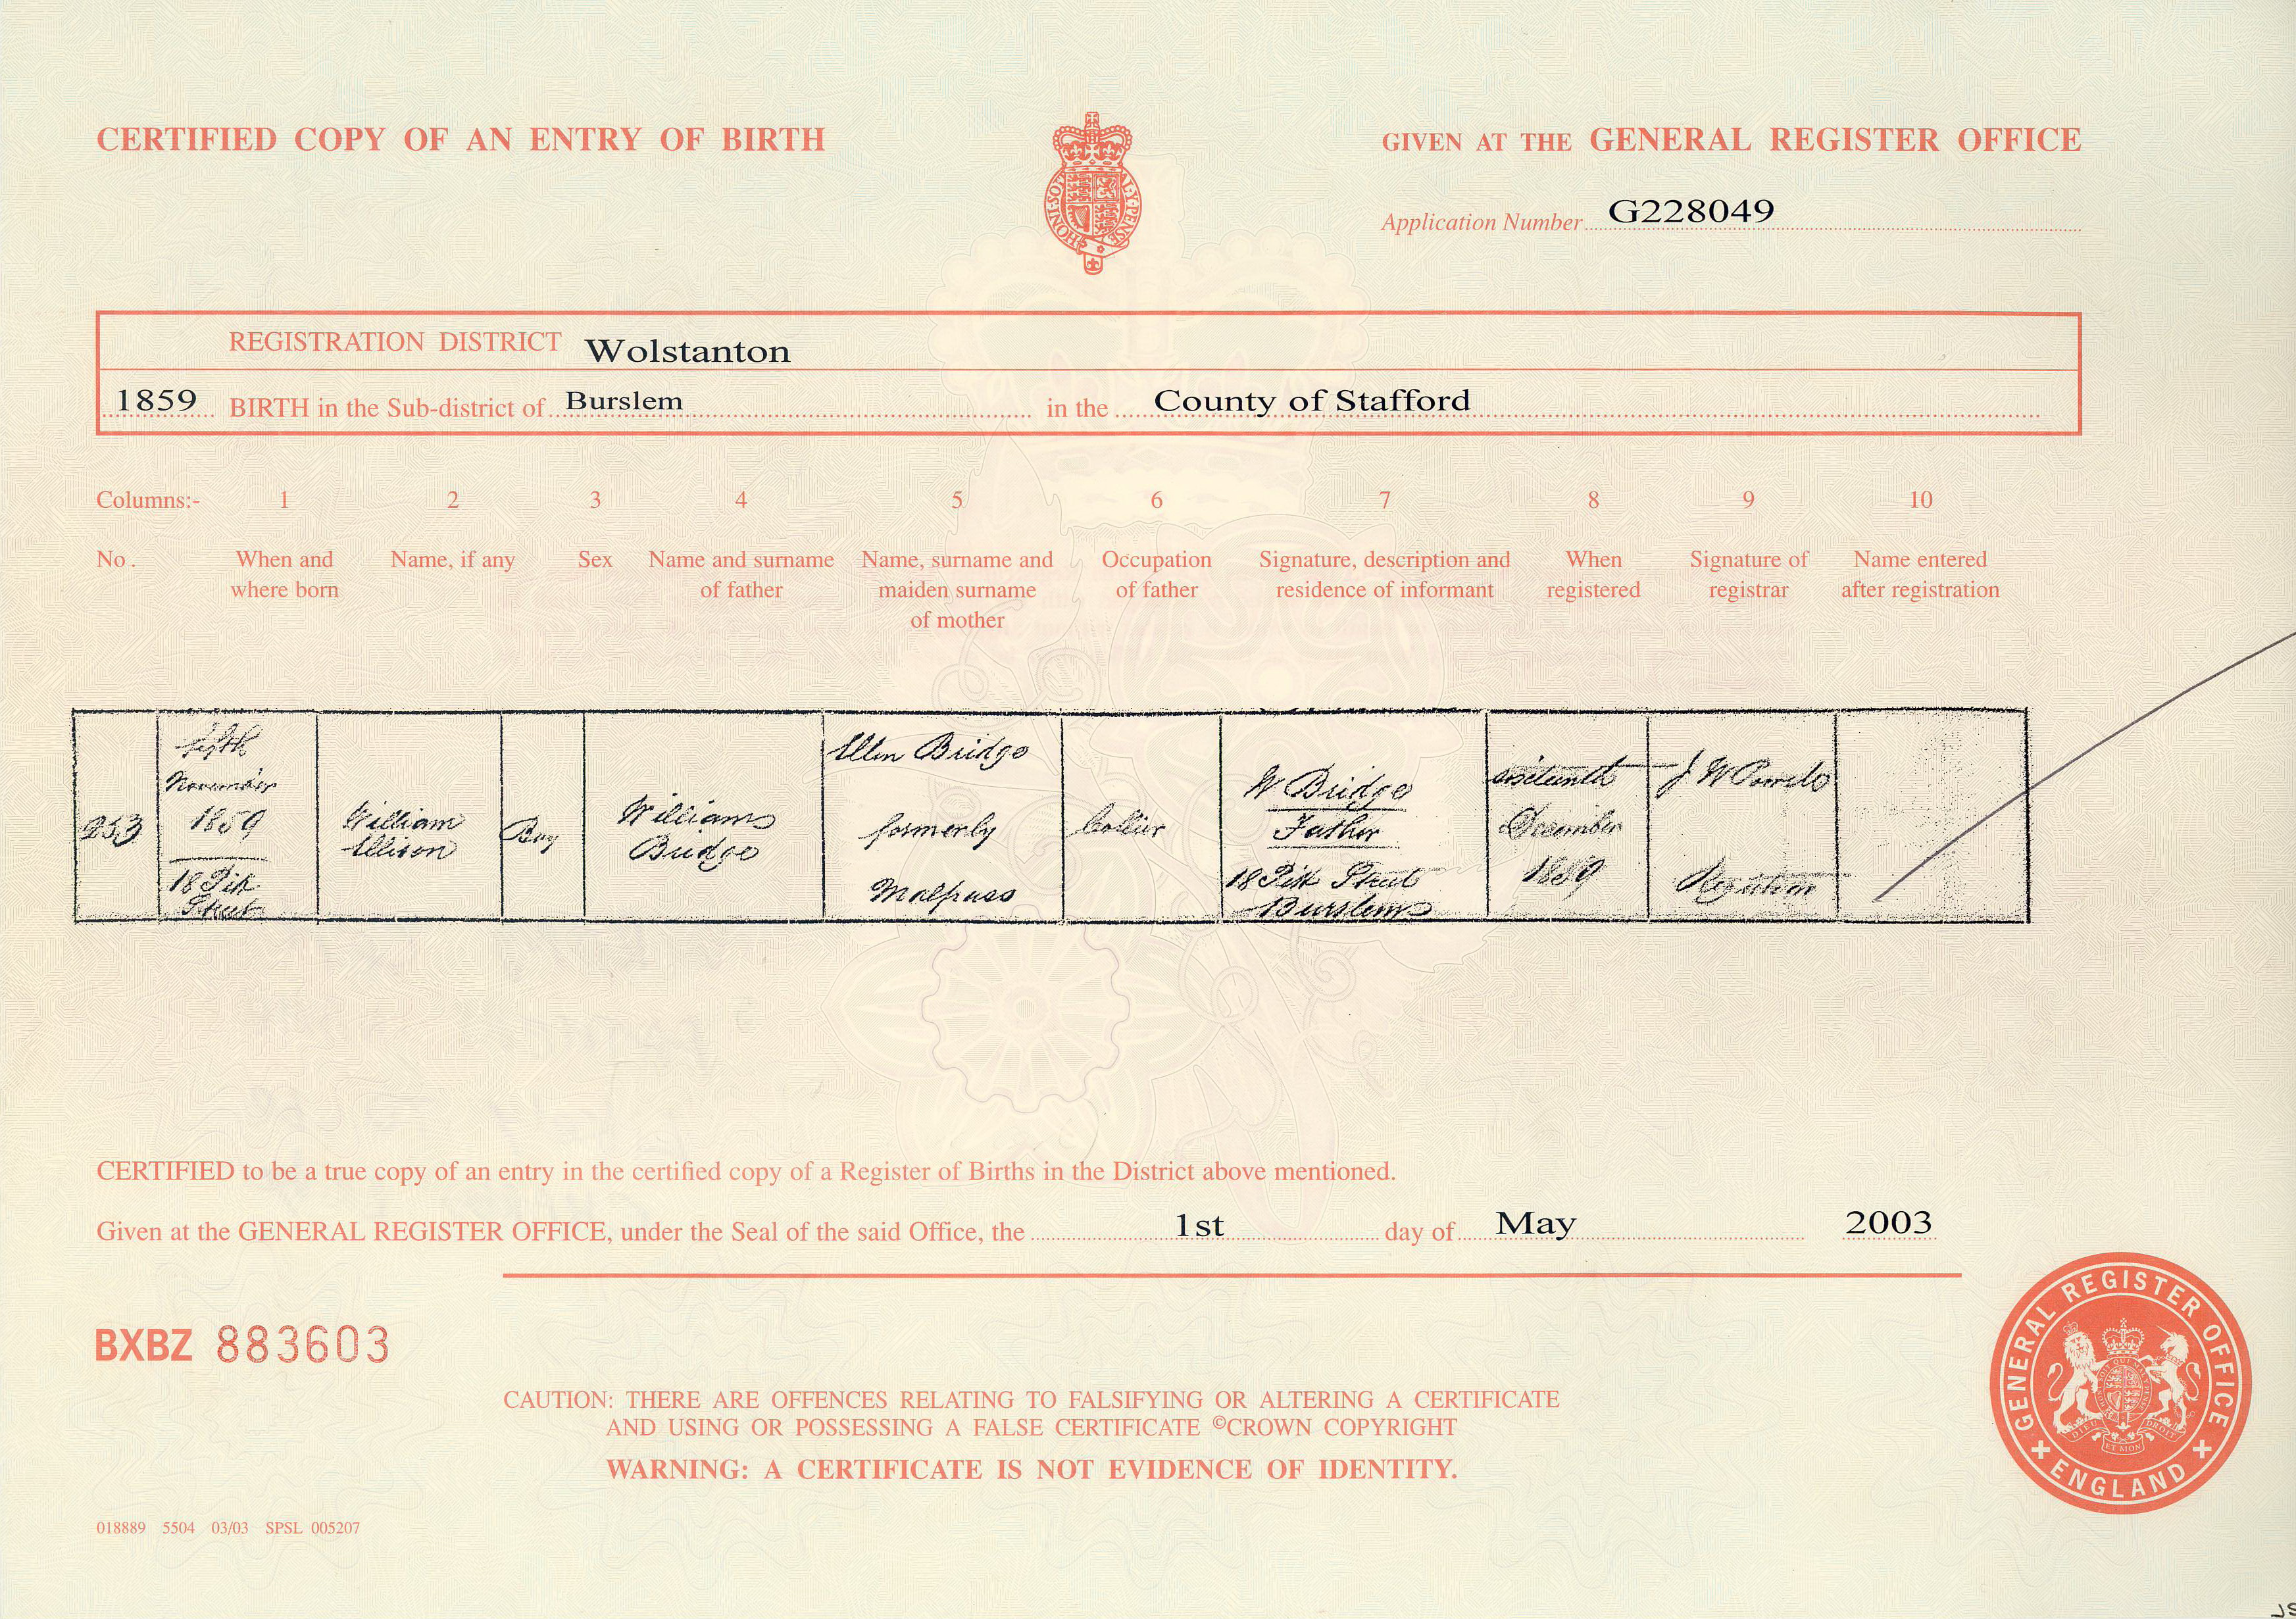 CERTIFIED COPY OF AN ENTRY OF BIRTH
GIVEN AT THE GENERAL REGISTER OFFICE
Application Number G228049
REGISTRATION DISTRICT Wolstanton
1859 BIRTH in the Sub-district of Burslem in the County of Stafford
Columns:- 1 2 3 4 5 6 7 8 9 10
No. When and where born
Name, if any
Sex
Name and surname of father
Name, surname and maiden surname of mother
Occupation of father
Signature, description and residence of informant
When registered
Signature of registrar
Name entered after registration
253
fifth
November
1859
18 Pitt
Street
William
Ellison
Boy
William
Bridge
Ellen Bridge
formerly
Malpass
Collier
W Bridge
Father
18 Pitt Street
Burslem
sixteenth
December
1859
J W Powell
Registrar
CERTIFIED to be a true copy of an entry in the certified copy of a Register of Births in the District above mentioned.
Given at the GENERAL REGISTER OFFICE, under the Seal of the said Office, the 1st day of May 2003
BXBZ 883603
CAUTION: THERE ARE OFFENCES RELATING TO FALSIFYING OR ALTERING A CERTIFICATE
AND USING OR POSSESSING A FALSE CERTIFICATE ©CROWN COPYRIGHT
WARNING: A CERTIFICATE IS NOT EVIDENCE OF IDENTITY.
GENERAL REGISTER OFFICE
ENGLAND
018889 5504 03/03 SPSL 005207